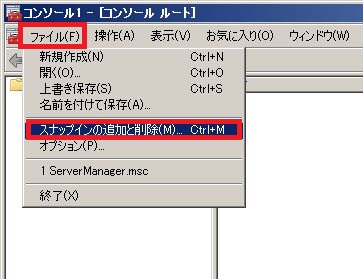 コンソール1 - [コンソール ルート]
ファイル(F) 操作(A) 表示(V) お気に入り(O) ウィンドウ(W)
新規作成(N) Ctrl+N
開く(O)... Ctrl+O
上書き保存(S) Ctrl+S
名前を付けて保存(A)...
スナップインの追加と削除(M)... Ctrl+M
オプション(P)...
1 ServerManager.msc
終了(X)